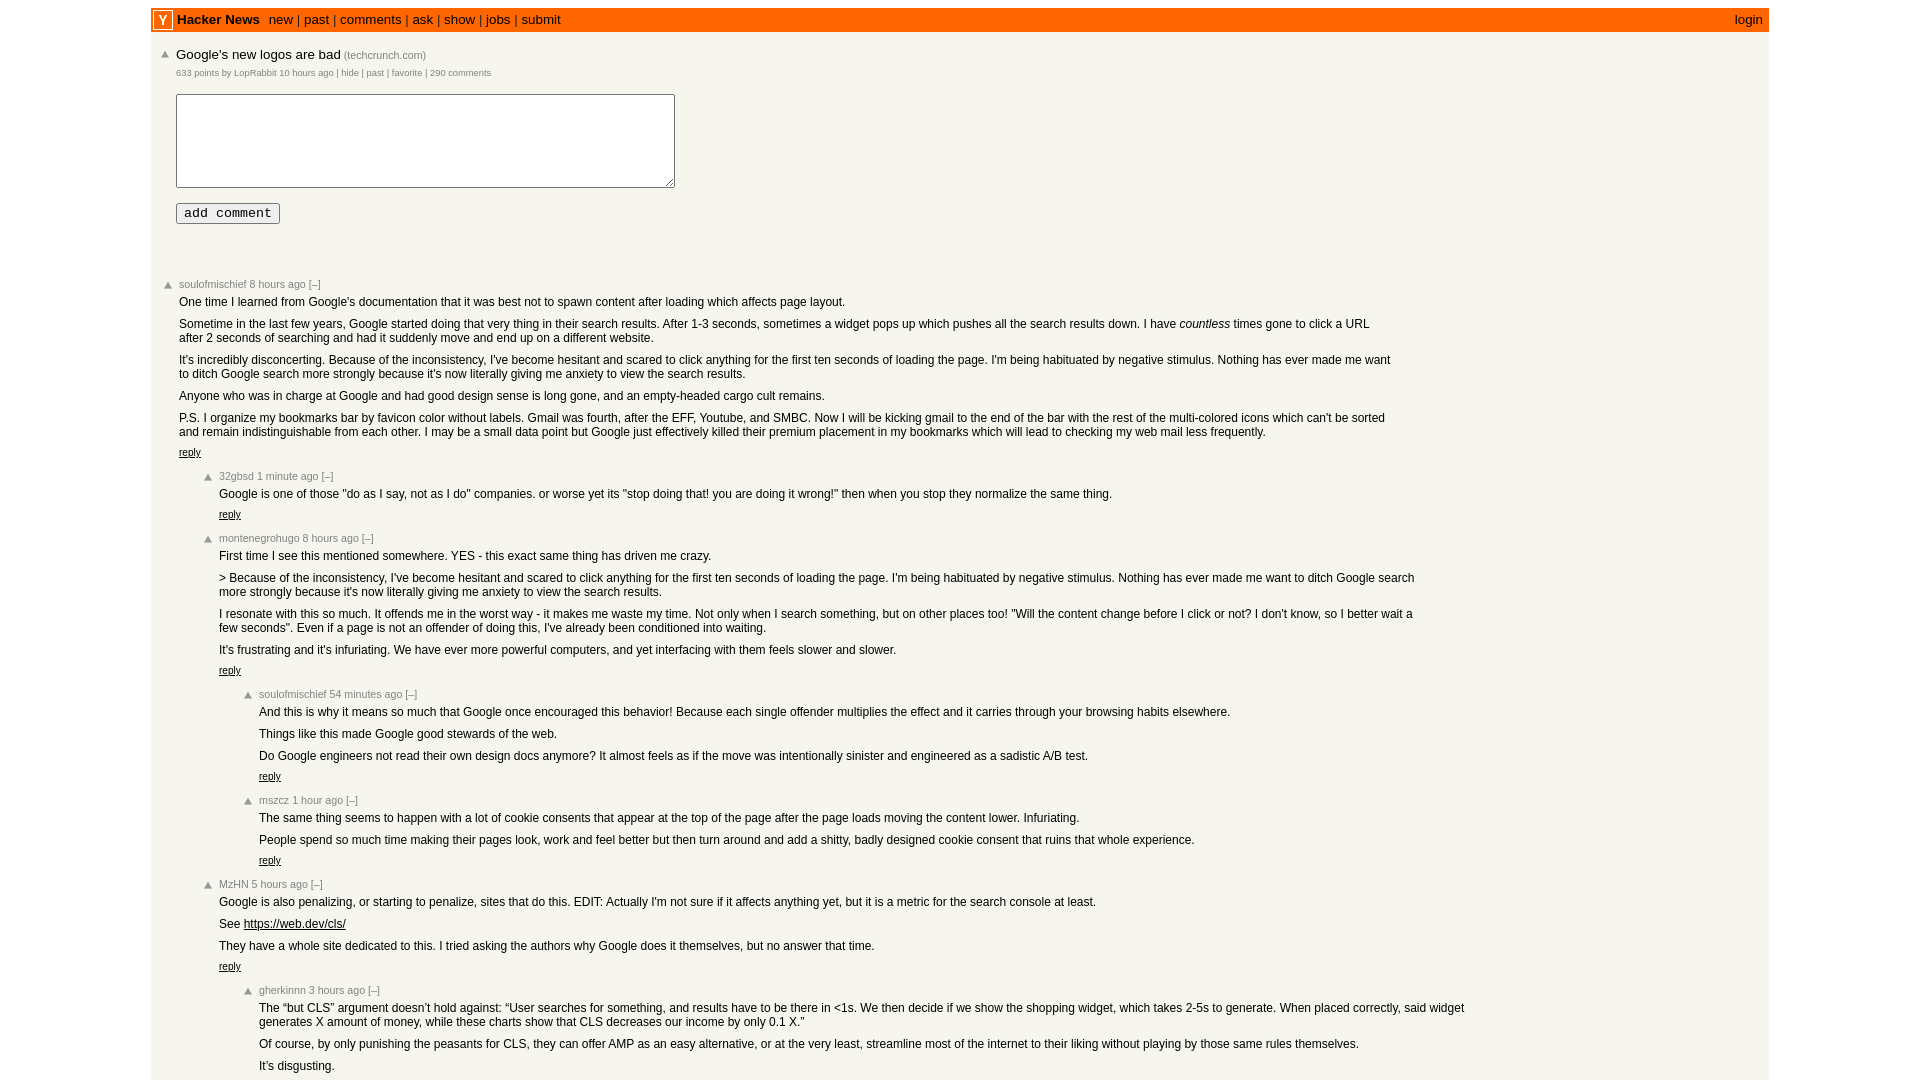 Y Hacker News new | past | comments | ask | show | jobs | submit login
Google's new logos are bad (techcrunch.com)
633 points by LopRabbit 10 hours ago | hide | past | favorite | 290 comments
add comment
soulofmischief 8 hours ago [–]
One time I learned from Google's documentation that it was best not to spawn content after loading which affects page layout.
Sometime in the last few years, Google started doing that very thing in their search results. After 1-3 seconds, sometimes a widget pops up which pushes all the search results down. I have countless times gone to click a URL
after 2 seconds of searching and had it suddenly move and end up on a different website.
It's incredibly disconcerting. Because of the inconsistency, I've become hesitant and scared to click anything for the first ten seconds of loading the page. I'm being habituated by negative stimulus. Nothing has ever made me want
to ditch Google search more strongly because it's now literally giving me anxiety to view the search results.
Anyone who was in charge at Google and had good design sense is long gone, and an empty-headed cargo cult remains.
P.S. I organize my bookmarks bar by favicon color without labels. Gmail was fourth, after the EFF, Youtube, and SMBC. Now I will be kicking gmail to the end of the bar with the rest of the multi-colored icons which can't be sorted
and remain indistinguishable from each other. I may be a small data point but Google just effectively killed their premium placement in my bookmarks which will lead to checking my web mail less frequently.
reply
32gbsd 1 minute ago [–]
Google is one of those "do as I say, not as I do" companies. or worse yet its "stop doing that! you are doing it wrong!" then when you stop they normalize the same thing.
reply
montenegrohugo 8 hours ago [–]
First time I see this mentioned somewhere. YES - this exact same thing has driven me crazy.
> Because of the inconsistency, I've become hesitant and scared to click anything for the first ten seconds of loading the page. I'm being habituated by negative stimulus. Nothing has ever made me want to ditch Google search
more strongly because it's now literally giving me anxiety to view the search results.
I resonate with this so much. It offends me in the worst way - it makes me waste my time. Not only when I search something, but on other places too! "Will the content change before I click or not? I don't know, so I better wait a
few seconds". Even if a page is not an offender of doing this, I've already been conditioned into waiting.
It's frustrating and it's infuriating. We have ever more powerful computers, and yet interfacing with them feels slower and slower.
reply
soulofmischief 54 minutes ago [–]
And this is why it means so much that Google once encouraged this behavior! Because each single offender multiplies the effect and it carries through your browsing habits elsewhere.
Things like this made Google good stewards of the web.
Do Google engineers not read their own design docs anymore? It almost feels as if the move was intentionally sinister and engineered as a sadistic A/B test.
reply
mszcz 1 hour ago [–]
The same thing seems to happen with a lot of cookie consents that appear at the top of the page after the page loads moving the content lower. Infuriating.
People spend so much time making their pages look, work and feel better but then turn around and add a shitty, badly designed cookie consent that ruins that whole experience.
reply
MzHN 5 hours ago [–]
Google is also penalizing, or starting to penalize, sites that do this. EDIT: Actually I'm not sure if it affects anything yet, but it is a metric for the search console at least.
See https://web.dev/cls/
They have a whole site dedicated to this. I tried asking the authors why Google does it themselves, but no answer that time.
reply
gherkinnn 3 hours ago [–]
The “but CLS” argument doesn’t hold against: “User searches for something, and results have to be there in <1s. We then decide if we show the shopping widget, which takes 2-5s to generate. When placed correctly, said widget
generates X amount of money, while these charts show that CLS decreases our income by only 0.1 X.”
Of course, by only punishing the peasants for CLS, they can offer AMP as an easy alternative, or at the very least, streamline most of the internet to their liking without playing by those same rules themselves.
It’s disgusting.